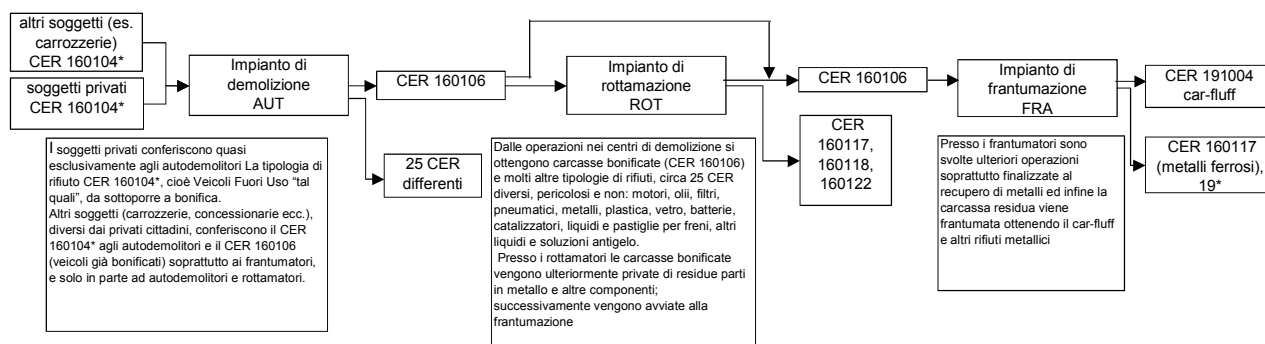 altri soggetti (es.
carrozzerie)
CER 160104*
soggetti privati
CER 160104*
Impianto di
demolizione
AUT
CER 160106
25 CER
differenti
Impianto di
rottamazione
ROT
CER 160106
CER
160117,
160118,
160122
Impianto di
frantumazione
FRA
CER 191004
car-fluff
CER 160117
(metalli ferrosi),
19*
I soggetti privati conferiscono quasi
esclusivamente agli autodemolitori La tipologia di
rifiuto CER 160104*, cioè Veicoli Fuori Uso “tal
quali”, da sottoporre a bonifica.
Altri soggetti (carrozzerie, concessionarie ecc.),
diversi dai privati cittadini, conferiscono il CER
160104* agli autodemolitori e il CER 160106
(veicoli già bonificati) soprattutto ai frantumatori,
e solo in parte ad autodemolitori e rottamatori.
Dalle operazioni nei centri di demolizione si
ottengono carcasse bonificate (CER 160106)
e molti altre tipologie di rifiuti, circa 25 CER
diversi, pericolosi e non: motori, olii, filtri,
pneumatici, metalli, plastica, vetro, batterie,
catalizzatori, liquidi e pastiglie per freni, altri
liquidi e soluzioni antigelo.
Presso i rottamatori le carcasse bonificate
vengono ulteriormente private di residue parti
in metallo e altre componenti;
successivamente vengono avviate alla
frantumazione
Presso i frantumatori sono
svolte ulteriori operazioni
soprattutto finalizzate al
recupero di metalli ed infine la
carcassa residua viene
frantumata ottenendo il car-fluff
e altri rifiuti metallici